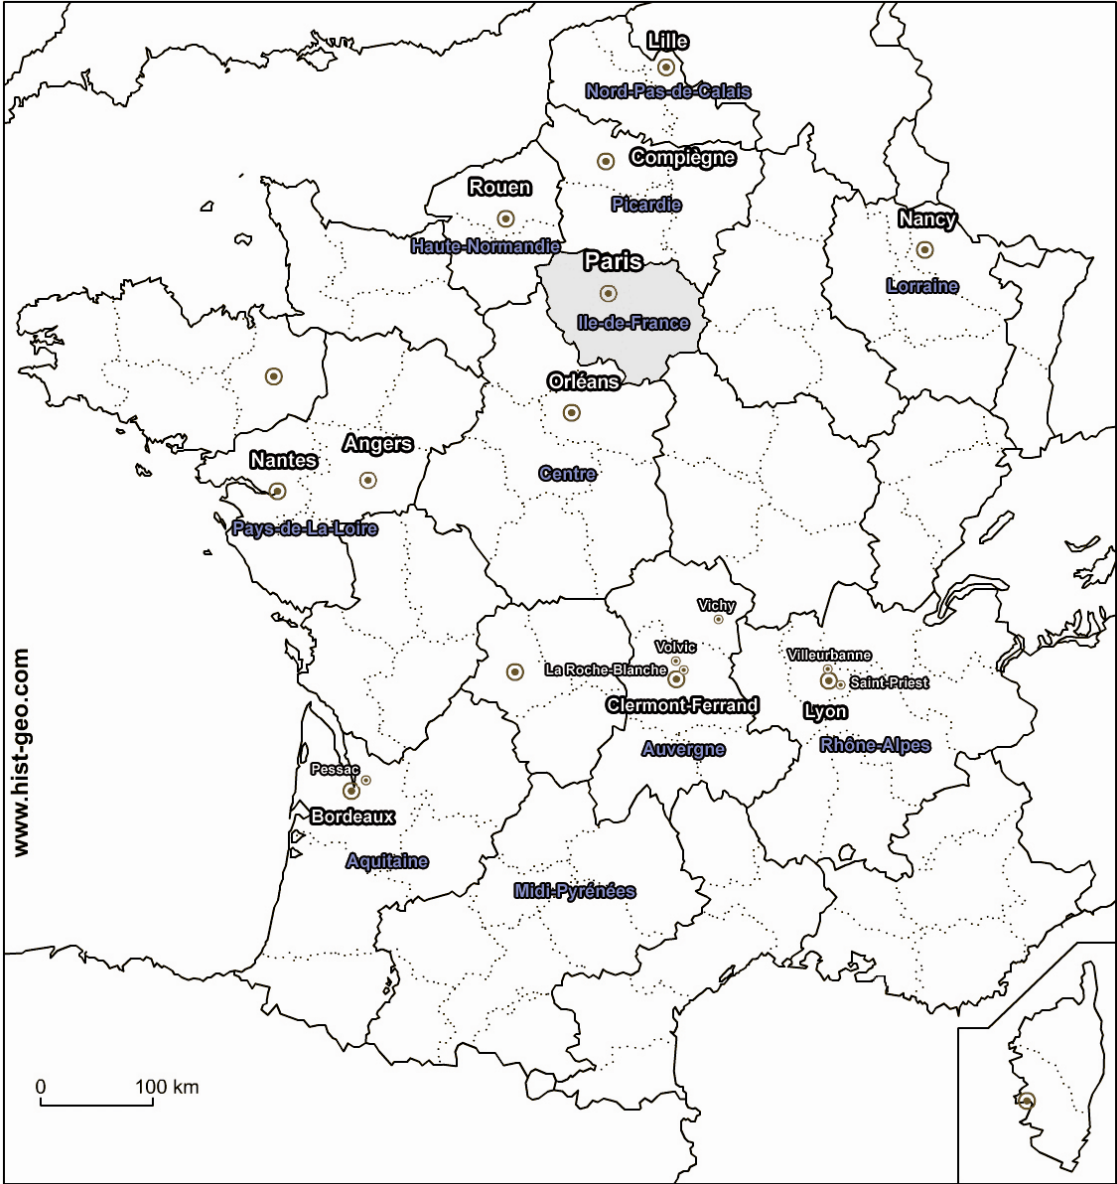 Lille
Nord-Pas-de-Calais
Compiègne
Rouen
Picardie
Nancy
Haute-Normandie
Paris
Lorraine
Ile-de-France
Orléans
Angers
Nantes
Centre
Pays-de-La-Loire
Vichy
Volvic
Villeurbanne
La Roche-Blanche
Saint-Priest
Clermont-Ferrand
Lyon
Auvergne
Rhône-Alpes
www.hist-geo.com
Pessac
Bordeaux
Aquitaine
Midi-Pyrénées
0 100 km